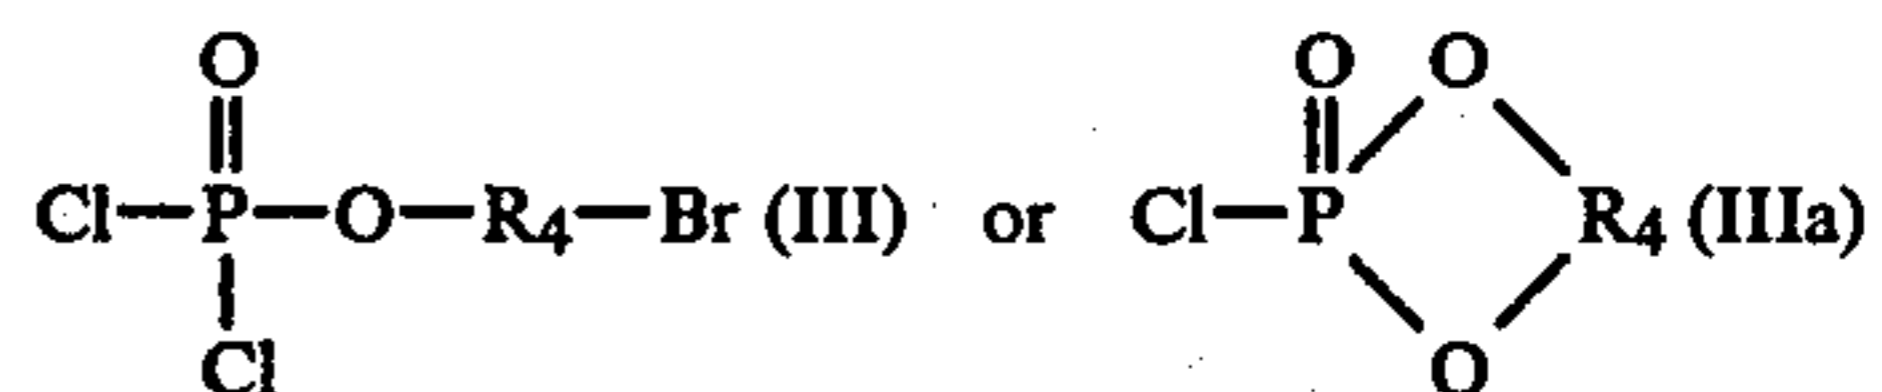 O O O
Cl—P—O—R4—Br (III) or Cl—P R4 (IIIa)
Cl O